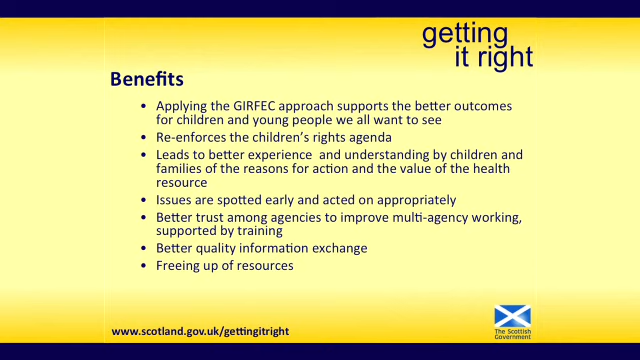 getting
it right
Benefits
• Applying the GIRFEC approach supports the better outcomes
for children and young people we all want to see
• Re-enforces the children's rights agenda
• Leads to better experience  and understanding by children and
families of the reasons for action and the value of the health
resource
• Issues are spotted early and acted on appropriately
• Better trust among agencies to improve multi-agency working,
supported by training
• Better quality information exchange
• Freeing up of resources
www.scotland.gov.uk/gettingitright
The Scottish
Government